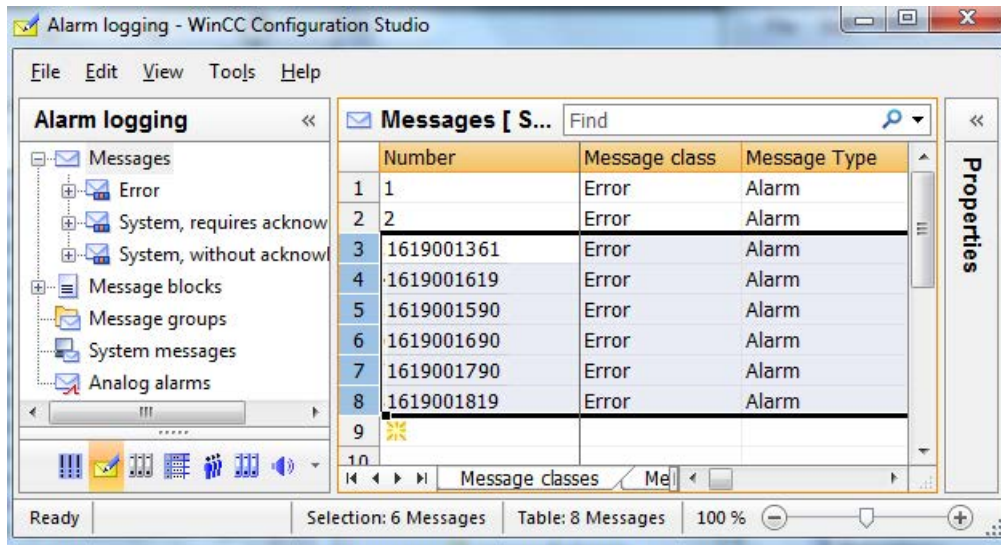 Alarm logging - WinCC Configuration Studio
File Edit View Tools Help
Alarm logging «
Messages
Error
System, requires acknow
System, without acknowl
Message blocks
Message groups
System messages
Analog alarms
Messages [ S... Find
Number Message class Message Type
1 1 Error Alarm
2 2 Error Alarm
3 1619001361 Error Alarm
4 1619001619 Error Alarm
5 1619001590 Error Alarm
6 1619001690 Error Alarm
7 1619001790 Error Alarm
8 1619001819 Error Alarm
9
10
Message classes Me
«
Properties
Ready Selection: 6 Messages Table: 8 Messages 100 %